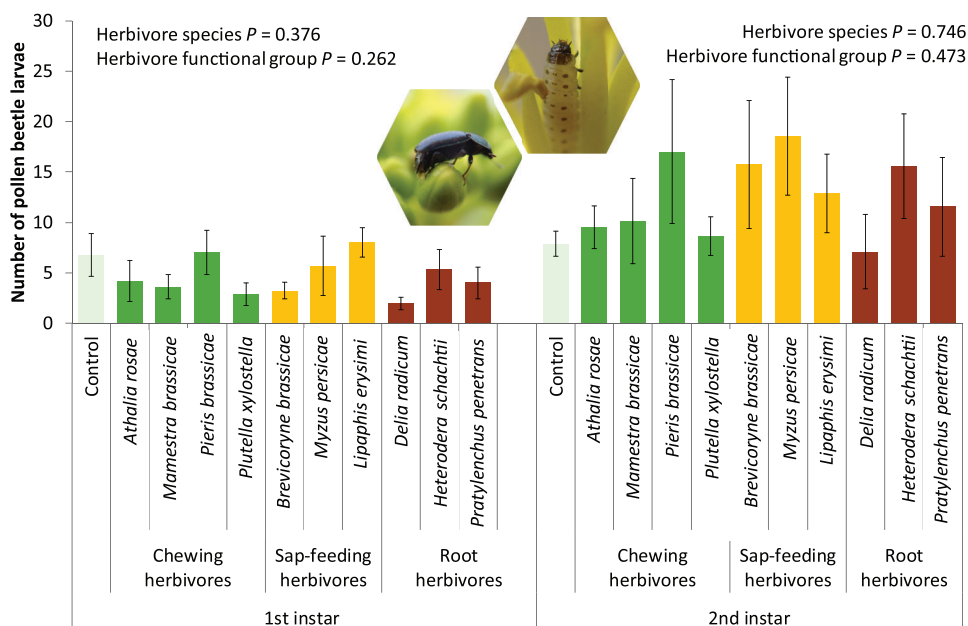 Number of pollen beetle larvae
30
25
20
15
10
5
0
Herbivore species P = 0.376
Herbivore functional group P = 0.262
Herbivore species P = 0.746
Herbivore functional group P = 0.473
Control
Athalia rosae
Mamestra brassicae
Pieris brassicae
Plutella xylostella
Brevicoryne brassicae
Myzus persicae
Lipaphis erysimi
Delia radicum
Heterodera schachtii
Pratylenchus penetrans
Control
Athalia rosae
Mamestra brassicae
Pieris brassicae
Plutella xylostella
Brevicoryne brassicae
Myzus persicae
Lipaphis erysimi
Delia radicum
Heterodera schachtii
Pratylenchus penetrans
Chewing
herbivores
Sap-feeding
herbivores
Root
herbivores
Chewing
herbivores
Sap-feeding
herbivores
Root
herbivores
1st instar
2nd instar